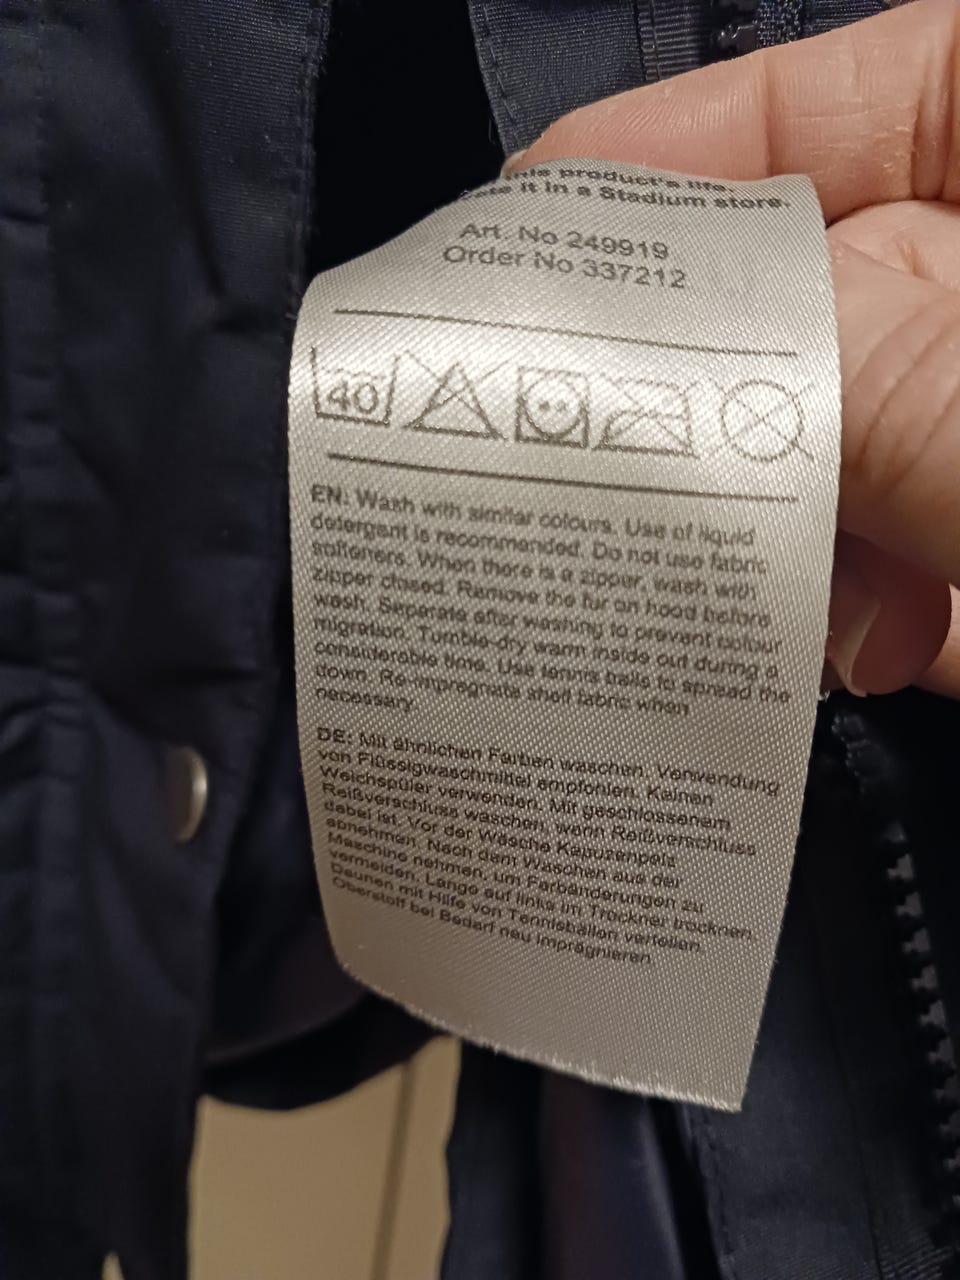 this product's life.
it in a Stadium store.
Art. No 249919
Order No 337212
40
EN: Wash with similar colours. Use of liquid
detergent is recommended. Do not use fabric
softeners. When there is a zipper, wash with
zipper closed. Remove the fur on hood before
wash. Separate after washing to prevent colour
migration. Tumble-dry warm inside out during a
considerable time. Use tennis balls to spread the
down. Re-impregnate shell fabric when
necessary.
DE: Mit ähnlichen Farben waschen. Verwendung
von Flüssigwaschmittel empfohlen. Keinen
Weichspüler verwenden. Mit geschlossenem
Reißverschluss waschen, wenn Reißverschluss
dabei ist. Vor der Wäsche Kapuzenpelz
abnehmen. Nach dem Waschen aus der
Maschine nehmen, um Farbänderungen zu
vermeiden. Lange auf links im Trockner trocknen.
Daunen mit Hilfe von Tennisbällen verteilen.
Oberstoff bei Bedarf neu imprägnieren.